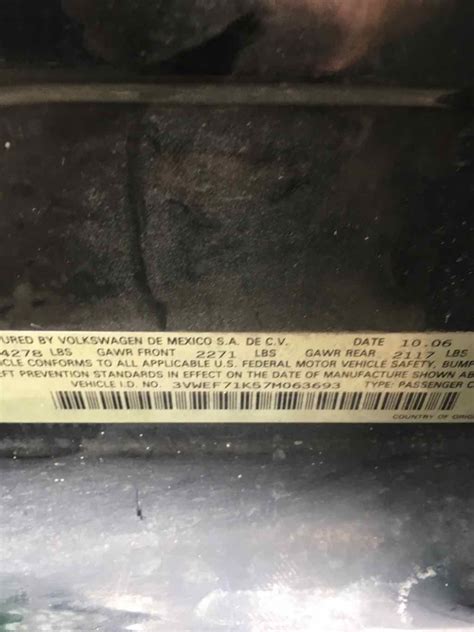 URED BY VOLKSWAGEN DE MEXICO S.A. DE C.V. DATE 10.06
4278 LBS GAWR FRONT 2271 LBS GAWR REAR 2117 LBS
CLE CONFORMS TO ALL APPLICABLE U.S. FEDERAL MOTOR VEHICLE SAFETY, BUMP
EFT PREVENTION STANDARDS IN EFFECT ON THE DATE OF MANUFACTURE SHOWN AB
VEHICLE I.D. NO. 3VWEF71K57M063693 TYPE: PASSENGER C
COUNTRY OF ORIG